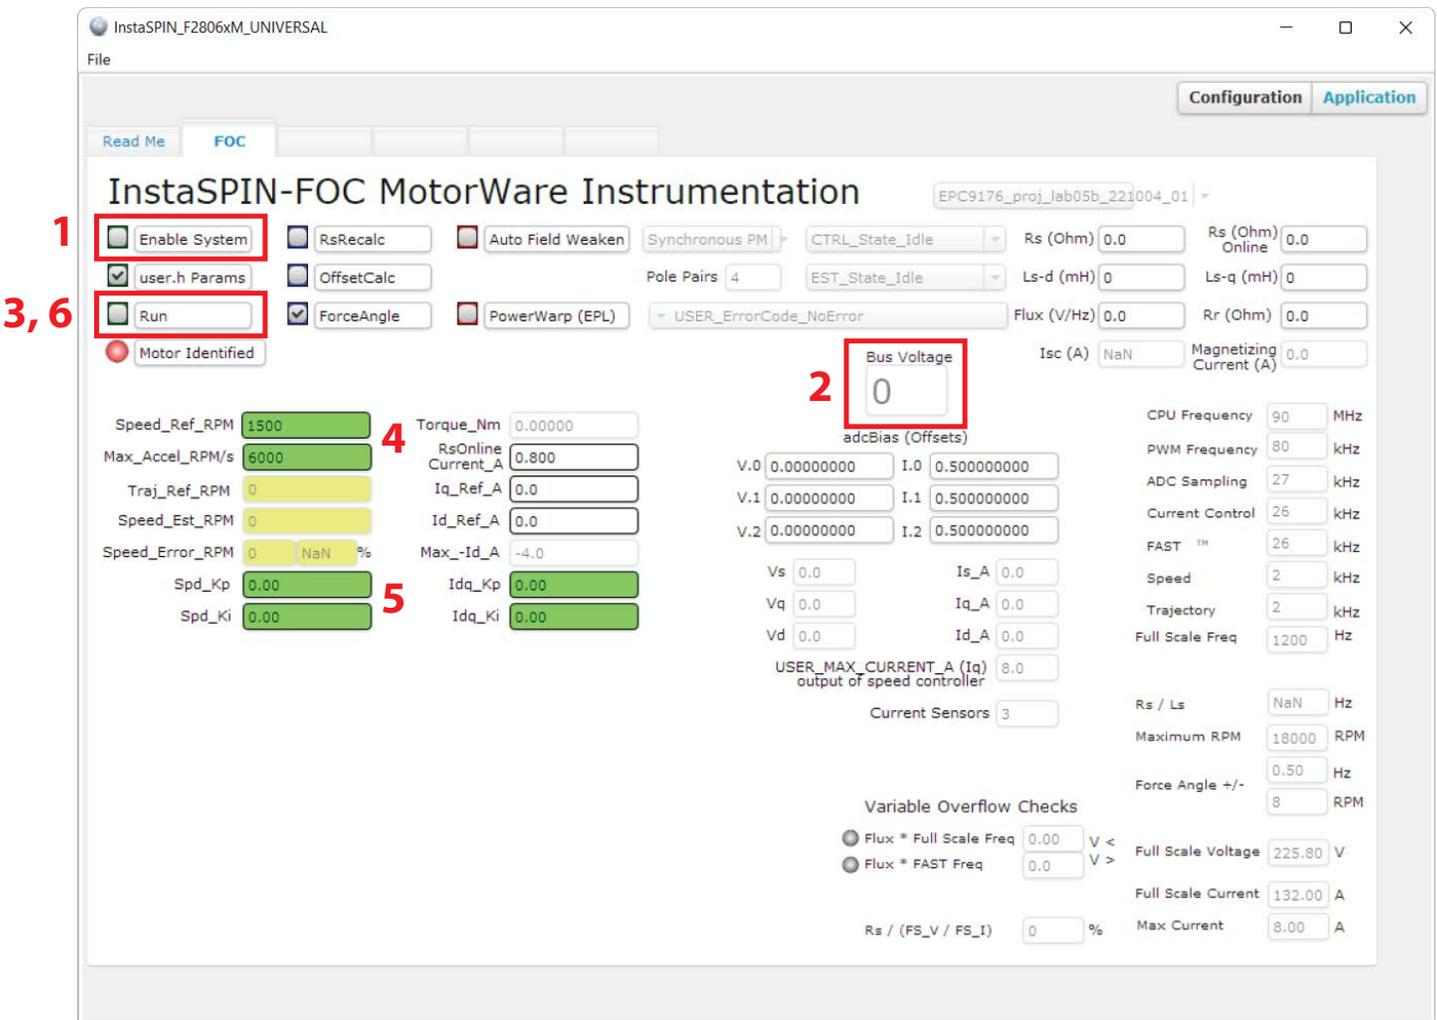 InstaSPIN_F2806xM_UNIVERSAL
File
Configuration Application
Read Me FOC
InstaSPIN-FOC MotorWare Instrumentation EPC9176_proj_lab05b_221004_01
1 Enable System RsRecalc Auto Field Weaken Synchronous PM CTRL_State_Idle Rs (Ohm) 0.0 Rs (Ohm) Online 0.0
user.h Params OffsetCalc Pole Pairs 4 EST_State_Idle Ls-d (mH) 0 Ls-q (mH) 0
3, 6 Run ForceAngle PowerWarp (EPL) USER_ErrorCode_NoError Flux (V/Hz) 0.0 Rr (Ohm) 0.0
Motor Identified Isc (A) NaN Magnetizing Current (A) 0.0
Bus Voltage
2 0
Speed_Ref_RPM 1500 4 Torque_Nm 0.00000
Max_Accel_RPM/s 6000 RsOnline Current_A 0.800
Traj_Ref_RPM 0 Iq_Ref_A 0.0
Speed_Est_RPM 0 Id_Ref_A 0.0
Speed_Error_RPM 0 NaN % Max_-Id_A -4.0
Spd_Kp 0.00 5 Idq_Kp 0.00
Spd_Ki 0.00 Idq_Ki 0.00
adcBias (Offsets)
V.0 0.00000000 I.0 0.500000000
V.1 0.00000000 I.1 0.500000000
V.2 0.00000000 I.2 0.500000000
Vs 0.0 Is_A 0.0
Vq 0.0 Iq_A 0.0
Vd 0.0 Id_A 0.0
USER_MAX_CURRENT_A (Iq) 8.0
output of speed controller
Current Sensors 3
Variable Overflow Checks
Flux * Full Scale Freq 0.00 V <
Flux * FAST Freq 0.0 V >
Rs / (FS_V / FS_I) 0 %
CPU Frequency 90 MHz
PWM Frequency 80 kHz
ADC Sampling 27 kHz
Current Control 26 kHz
FAST ™ 26 kHz
Speed 2 kHz
Trajectory 2 kHz
Full Scale Freq 1200 Hz
Rs / Ls NaN Hz
Maximum RPM 18000 RPM
Force Angle +/- 0.50 Hz
8 RPM
Full Scale Voltage 225.80 V
Full Scale Current 132.00 A
Max Current 8.00 A